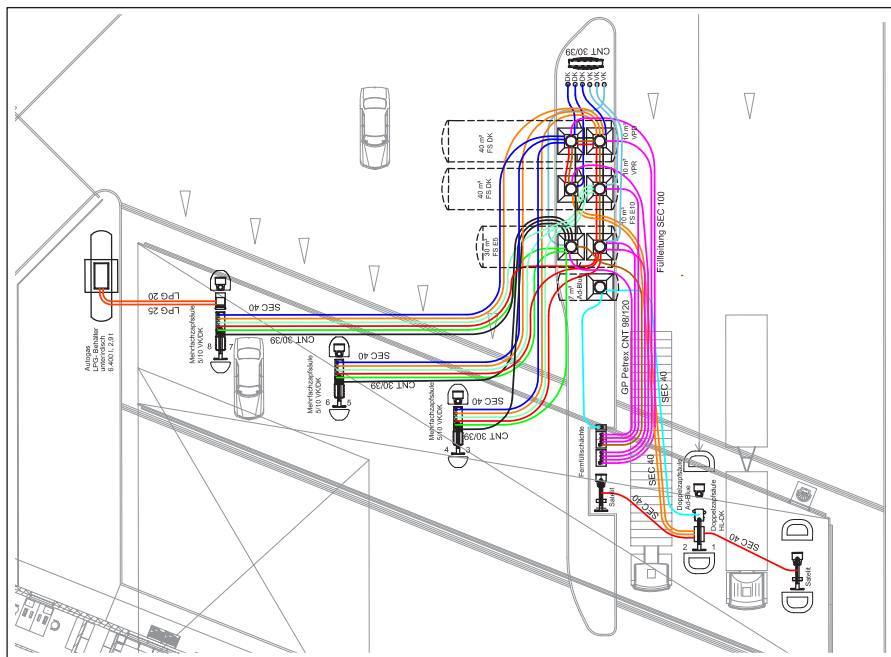 CNT 30/39
DK
DK
DK
VK
VK
VK
40 m³
FS DK
10 m³
40 m³
FS DK
10 m³
VPR
30 m³
FS E5
10 m³
FS E10
Ad-Blue
Füllleitung SEC 100
GP Petrex CNT 98/120
SEC 40
SEC 40
Autogas
LPG- Behälter
unterirdisch
6.400 l, 2,9 t
LPG 25
LPG 20
Mehrfachzapfsäule
5/10 VK/DK
8
7
SEC 40
CNT 30/39
Mehrfachzapfsäule
5/10 VK/DK
6
5
SEC 40
CNT 30/39
Mehrfachzapfsäule
5/10 VK/DK
4
3
SEC 40
CNT 30/39
Fernfüllschächte
Satelit
Doppelzapfsäule
Ad-Blue
Doppelzapfsäule
HL-DK
2
1
SEC 40
SEC 40
Satelit